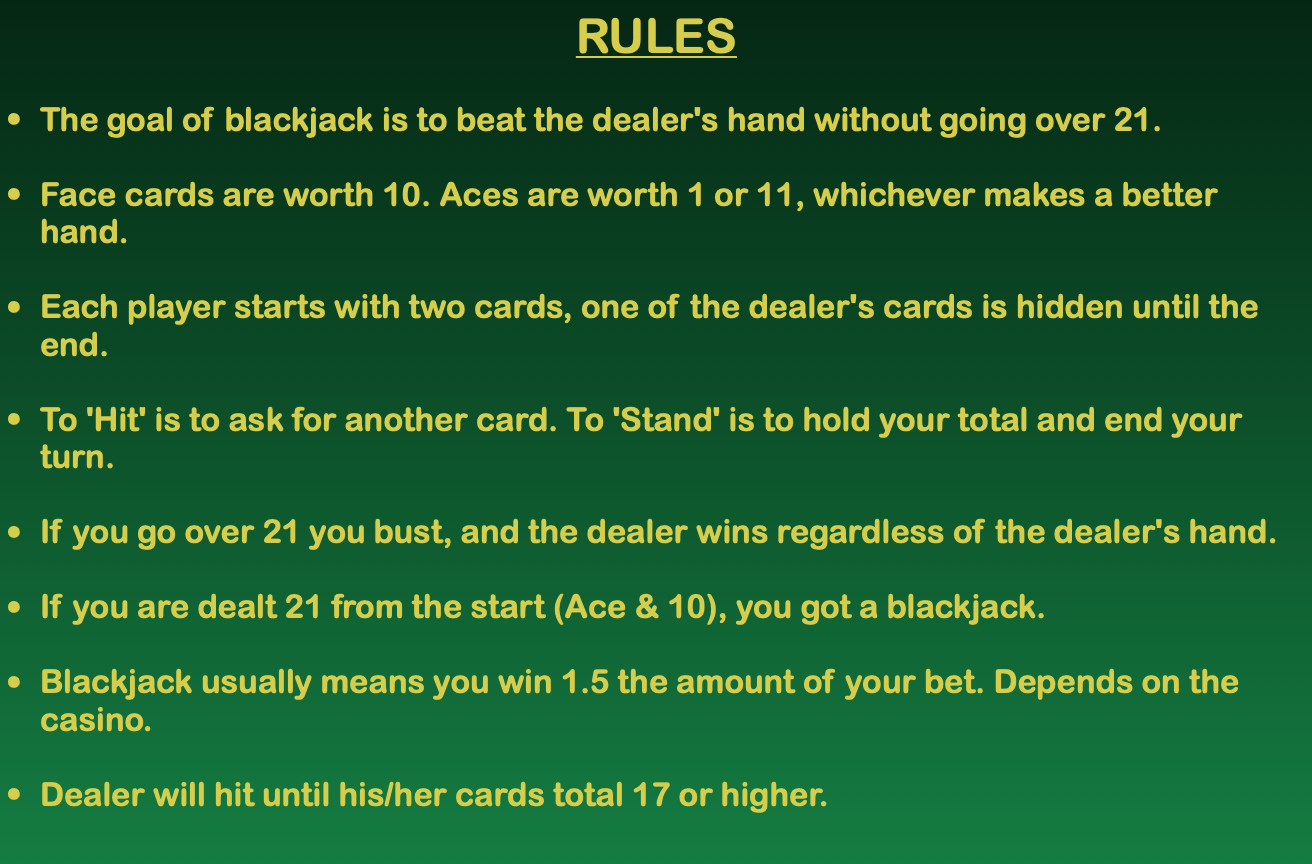 RULES
• The goal of blackjack is to beat the dealer's hand without going over 21.
• Face cards are worth 10. Aces are worth 1 or 11, whichever makes a better
hand.
• Each player starts with two cards, one of the dealer's cards is hidden until the
end.
• To 'Hit' is to ask for another card. To 'Stand' is to hold your total and end your
turn.
• If you go over 21 you bust, and the dealer wins regardless of the dealer's hand.
• If you are dealt 21 from the start (Ace & 10), you got a blackjack.
• Blackjack usually means you win 1.5 the amount of your bet. Depends on the
casino.
• Dealer will hit until his/her cards total 17 or higher.